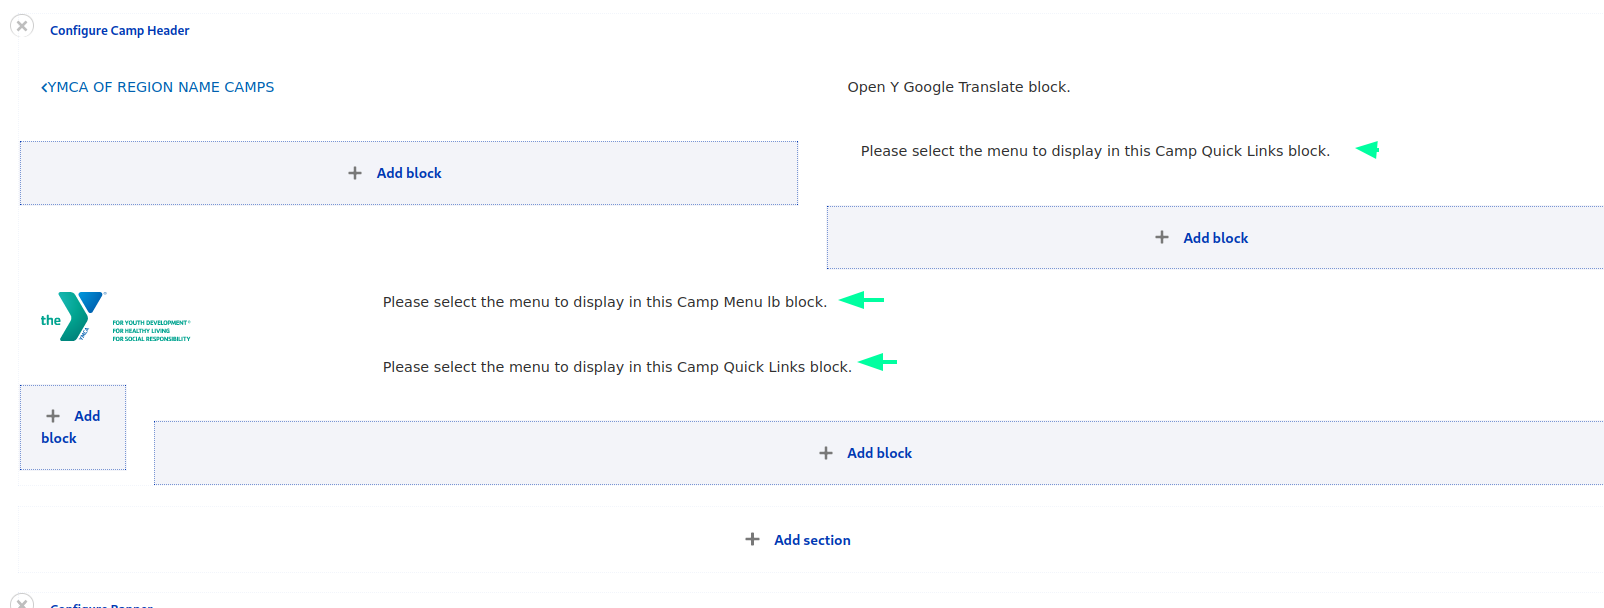 Configure Camp Header
<YMCA OF REGION NAME CAMPS
Open Y Google Translate block.
Please select the menu to display in this Camp Quick Links block.
+ Add block
+ Add block
Please select the menu to display in this Camp Menu lb block.
the YMCA
FOR YOUTH DEVELOPMENT®
FOR HEALTHY LIVING
FOR SOCIAL RESPONSIBILITY
Please select the menu to display in this Camp Quick Links block.
+ Add
block
+ Add block
+ Add section
Configure Banner